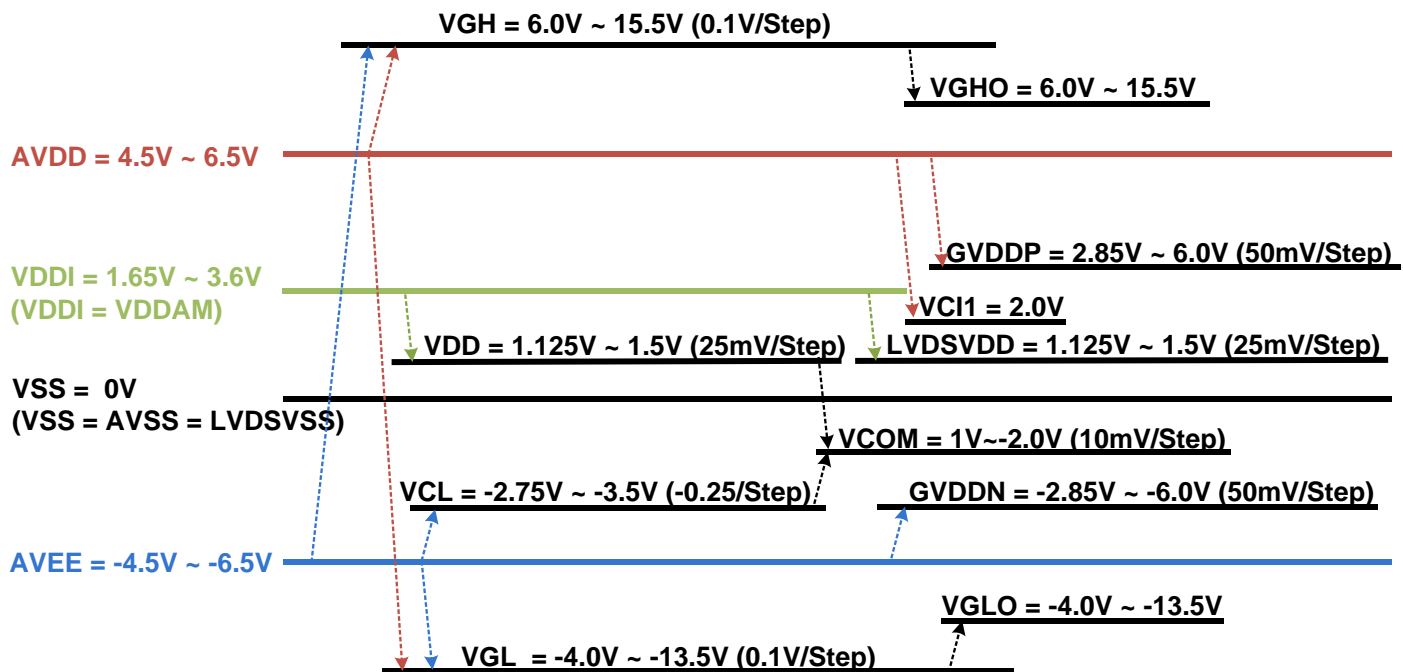 VGH = 6.0V ~ 15.5V (0.1V/Step)
VGHO = 6.0V ~ 15.5V
AVDD = 4.5V ~ 6.5V
GVDDP = 2.85V ~ 6.0V (50mV/Step)
VDDI = 1.65V ~ 3.6V
(VDDI = VDDAM)
VCI1 = 2.0V
VDD = 1.125V ~ 1.5V (25mV/Step)
LVDSVDD = 1.125V ~ 1.5V (25mV/Step)
VSS = 0V
(VSS = AVSS = LVDSVSS)
VCOM = 1V~-2.0V (10mV/Step)
VCL = -2.75V ~ -3.5V (-0.25/Step)
GVDDN = -2.85V ~ -6.0V (50mV/Step)
AVEE = -4.5V ~ -6.5V
VGLO = -4.0V ~ -13.5V
VGL = -4.0V ~ -13.5V (0.1V/Step)